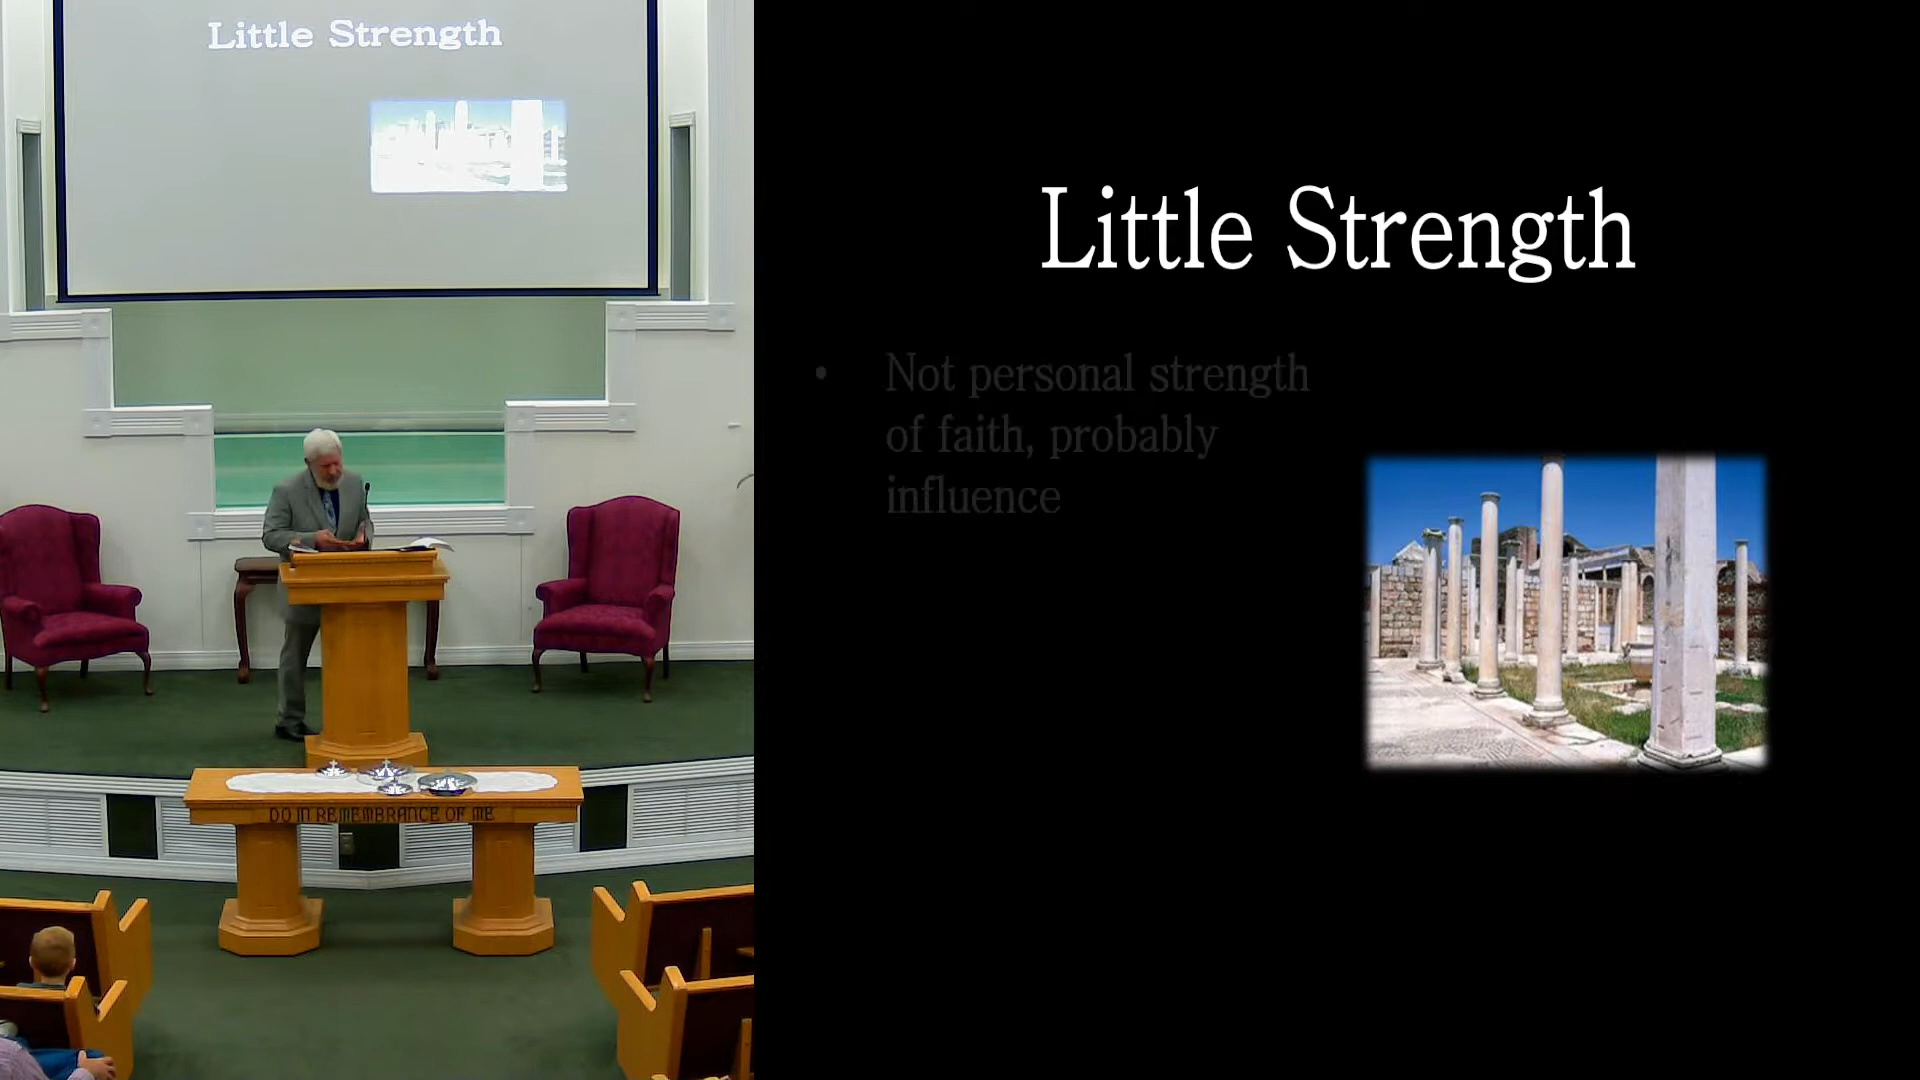 Little Strength
DO IN REMEMBRANCE OF ME
Little Strength
• Not personal strength
of faith, probably
influence